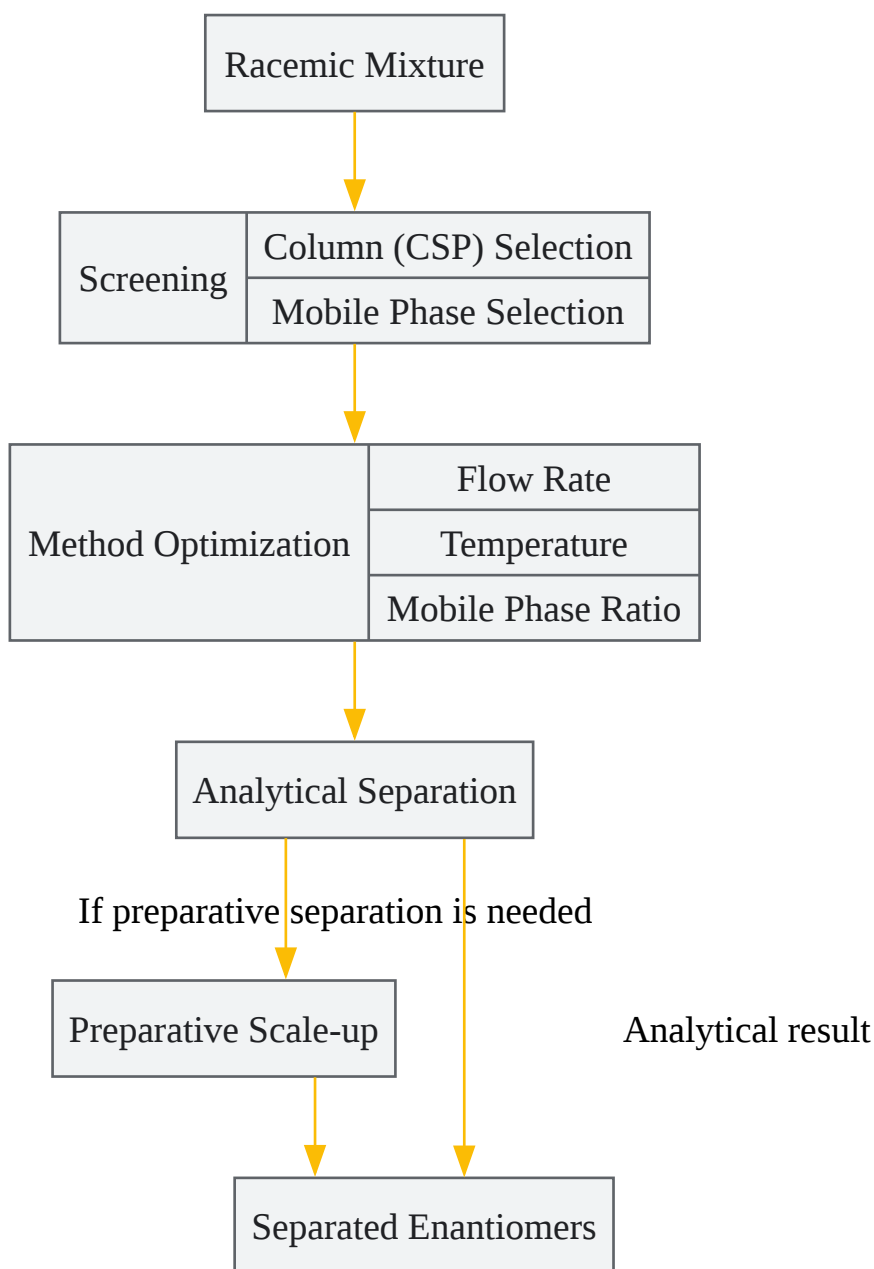 Racemic Mixture
Screening
Column (CSP) Selection
Mobile Phase Selection
Method Optimization
Flow Rate
Temperature
Mobile Phase Ratio
Analytical Separation
If preparative separation is needed
Preparative Scale-up
Analytical result
Separated Enantiomers